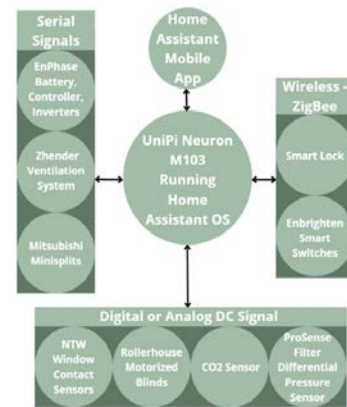 Serial
Signals
EnPhase
Battery,
Controller,
Inverters
Zhender
Ventilation
System
Mitsubishi
Minisplits
Home
Assistant
Mobile
App
UniPi Neuron
M103
Running
Home
Assistant OS
Wireless -
ZigBee
Smart Lock
Enbrighten
Smart
Switches
Digital or Analog DC Signal
NTW
Window
Contact
Sensors
Rollerhouse
Motorized
Blinds
CO2 Sensor
ProSense
Filter
Differential
Pressure
Sensor